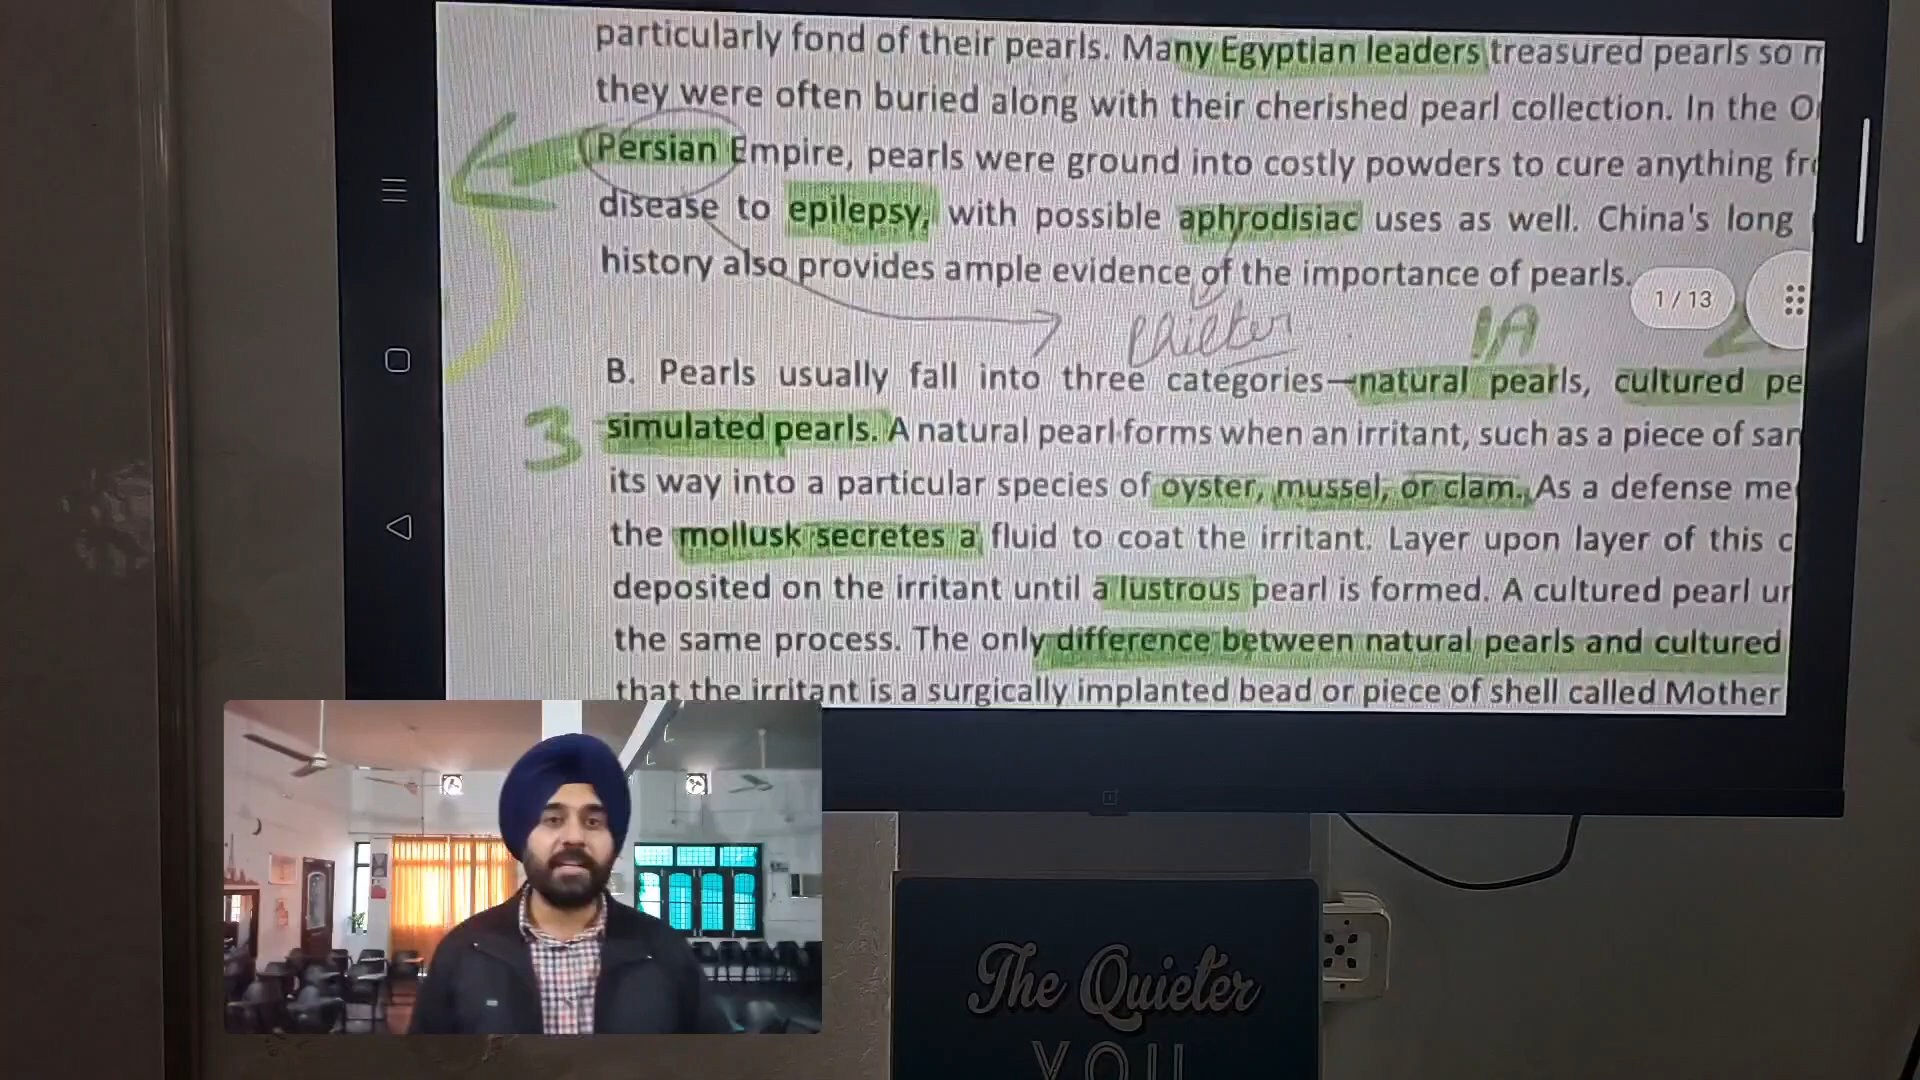 particularly fond of their pearls. Many Egyptian leaders treasured pearls so
they were often buried along with their cherished pearl collection. In the
Persian Empire, pearls were ground into costly powders to cure anything
disease to epilepsy, with possible aphrodisiac uses as well. China's long
history also provides ample evidence of the importance of pearls.
1 / 13
1A
B. Pearls usually fall into three categories—natural pearls, cultured pe
3 simulated pearls. A natural pearl forms when an irritant, such as a piece of
its way into a particular species of oyster, mussel, or clam. As a defense
the mollusk secretes a fluid to coat the irritant. Layer upon layer of this
deposited on the irritant until a lustrous pearl is formed. A cultured pearl
the same process. The only difference between natural pearls and cultured
that the irritant is a surgically implanted bead or piece of shell called Mother
The Quieter
YOU